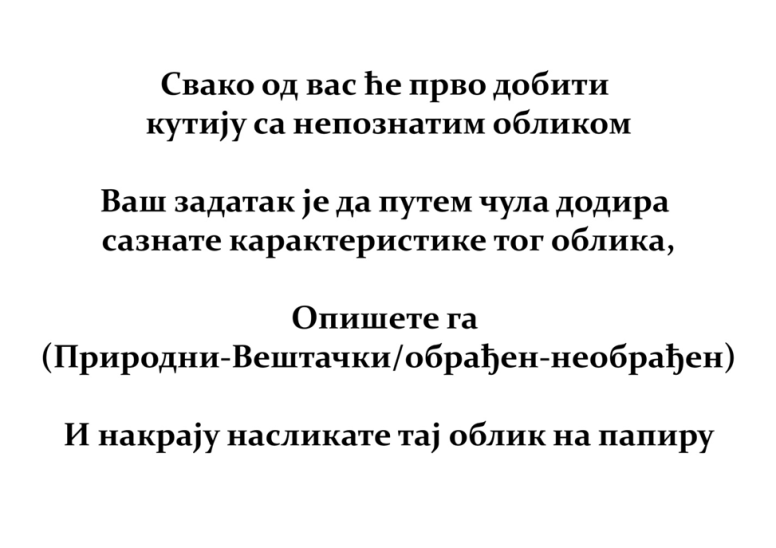 Свако од вас ће прво добити
кутију са непознатим обликом
Ваш задатак је да путем чула додира
сазнате карактеристике тог облика,
Опишете га
(Природни-Вештачки/обрађен-необрађен)
И накрају насликате тај облик на папиру